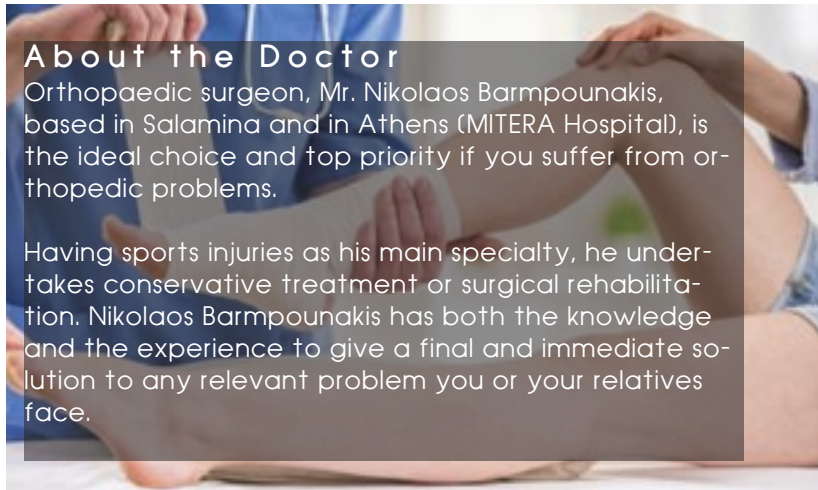 About the Doctor
Orthopaedic surgeon, Mr. Nikolaos Barmpounakis,
based in Salamina and in Athens (MITERA Hospital), is
the ideal choice and top priority if you suffer from or-
thopedic problems.
Having sports injuries as his main specialty, he under-
takes conservative treatment or surgical rehabilita-
tion. Nikolaos Barmpounakis has both the knowledge
and the experience to give a final and immediate so-
lution to any relevant problem you or your relatives
face.